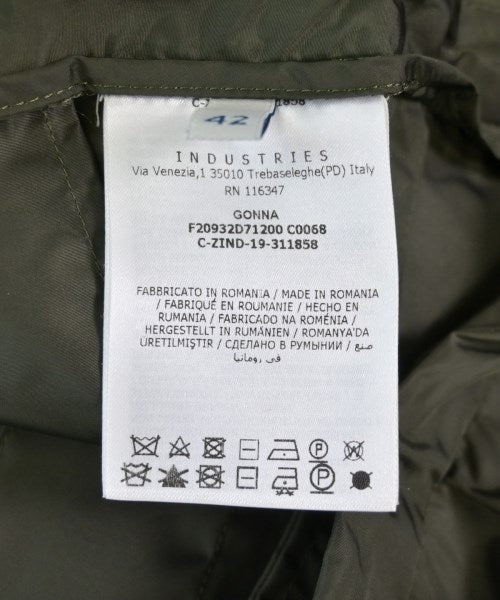 C-
1858
42
INDUSTRIES
Via Venezia,1 35010 Trebaseleghe(PD) Italy
RN 116347
GONNA
F20932D71200 C0068
C-ZIND-19-311858
FABBRICATO IN ROMANIA / MADE IN ROMANIA
/ FABRIQUÉ EN ROUMANIE / HECHO EN
RUMANIA / FABRICADO NA ROMÉNIA /
HERGESTELLT IN RUMÄNIEN / ROMANYA'DA
ÜRETILMIŞTIR / СДЕЛАНО В РУМЫНИИ / صنع
في رومانيا
P W
P